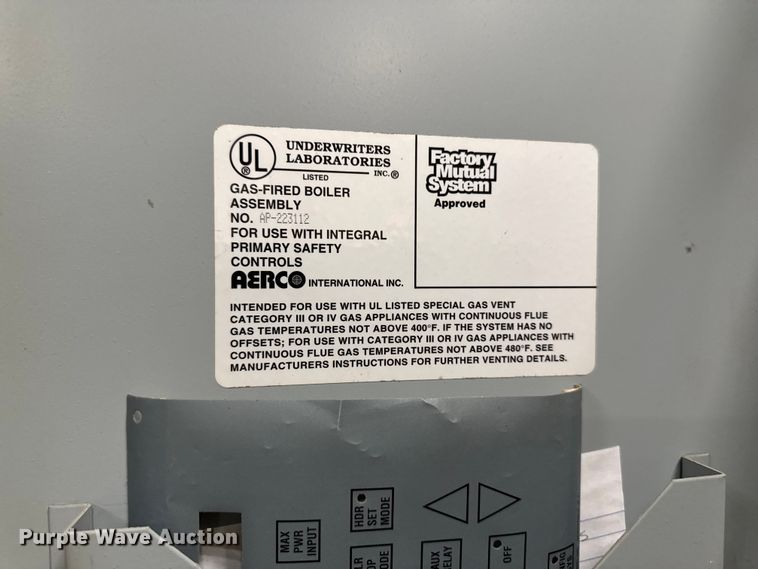 UL ®
UNDERWRITERS
LABORATORIES
INC.®
LISTED
GAS-FIRED BOILER
ASSEMBLY
NO. AP-223112
FOR USE WITH INTEGRAL
PRIMARY SAFETY
CONTROLS
AERCO INTERNATIONAL INC.
Factory
Mutual
System
Approved
INTENDED FOR USE WITH UL LISTED SPECIAL GAS VENT
CATEGORY III OR IV GAS APPLIANCES WITH CONTINUOUS FLUE
GAS TEMPERATURES NOT ABOVE 400°F. IF THE SYSTEM HAS NO
OFFSETS; FOR USE WITH CATEGORY III OR IV GAS APPLIANCES WITH
CONTINUOUS FLUE GAS TEMPERATURES NOT ABOVE 480°F. SEE
MANUFACTURERS INSTRUCTIONS FOR FURTHER VENTING DETAILS.
HDR
SET
MODE
MAX
PWR
INPUT
OFF
AUX
Purple Wave Auction